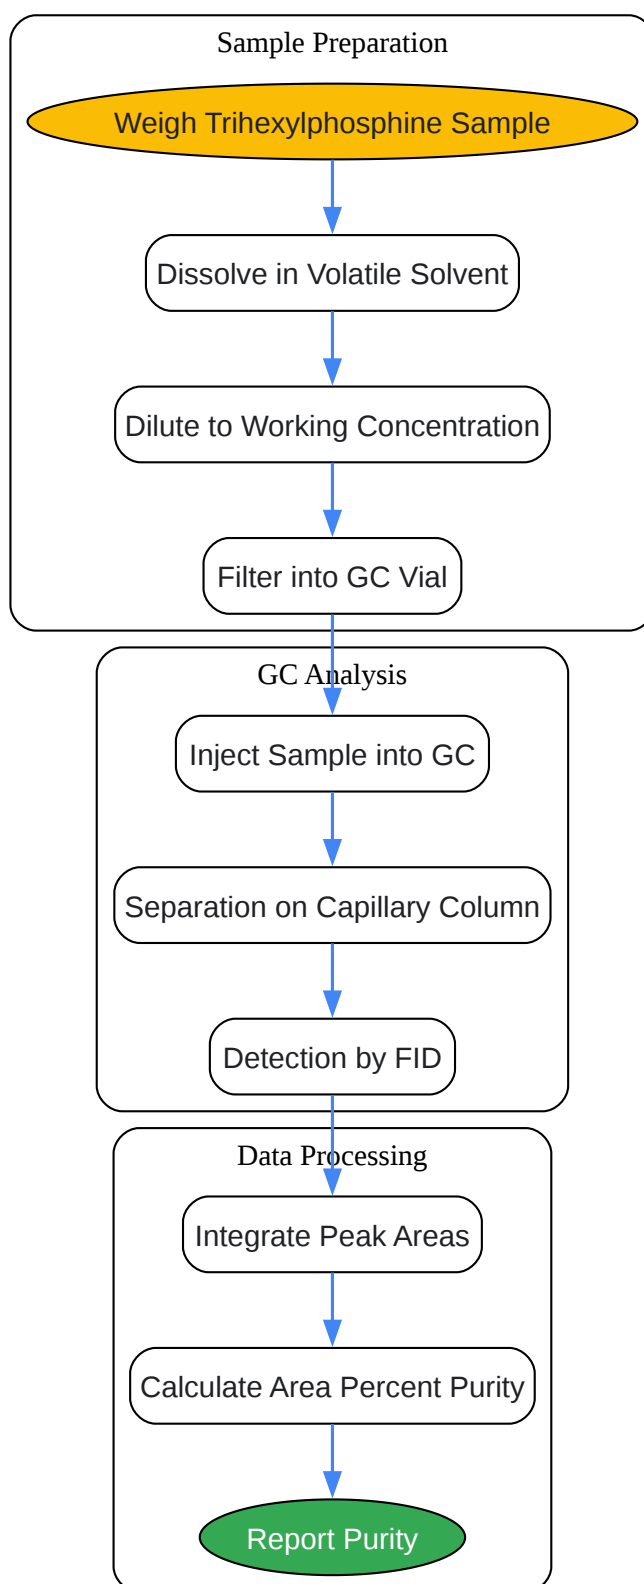 Sample Preparation
Weigh Trihexylphosphine Sample
Dissolve in Volatile Solvent
Dilute to Working Concentration
Filter into GC Vial
GC Analysis
Inject Sample into GC
Separation on Capillary Column
Detection by FID
Data Processing
Integrate Peak Areas
Calculate Area Percent Purity
Report Purity